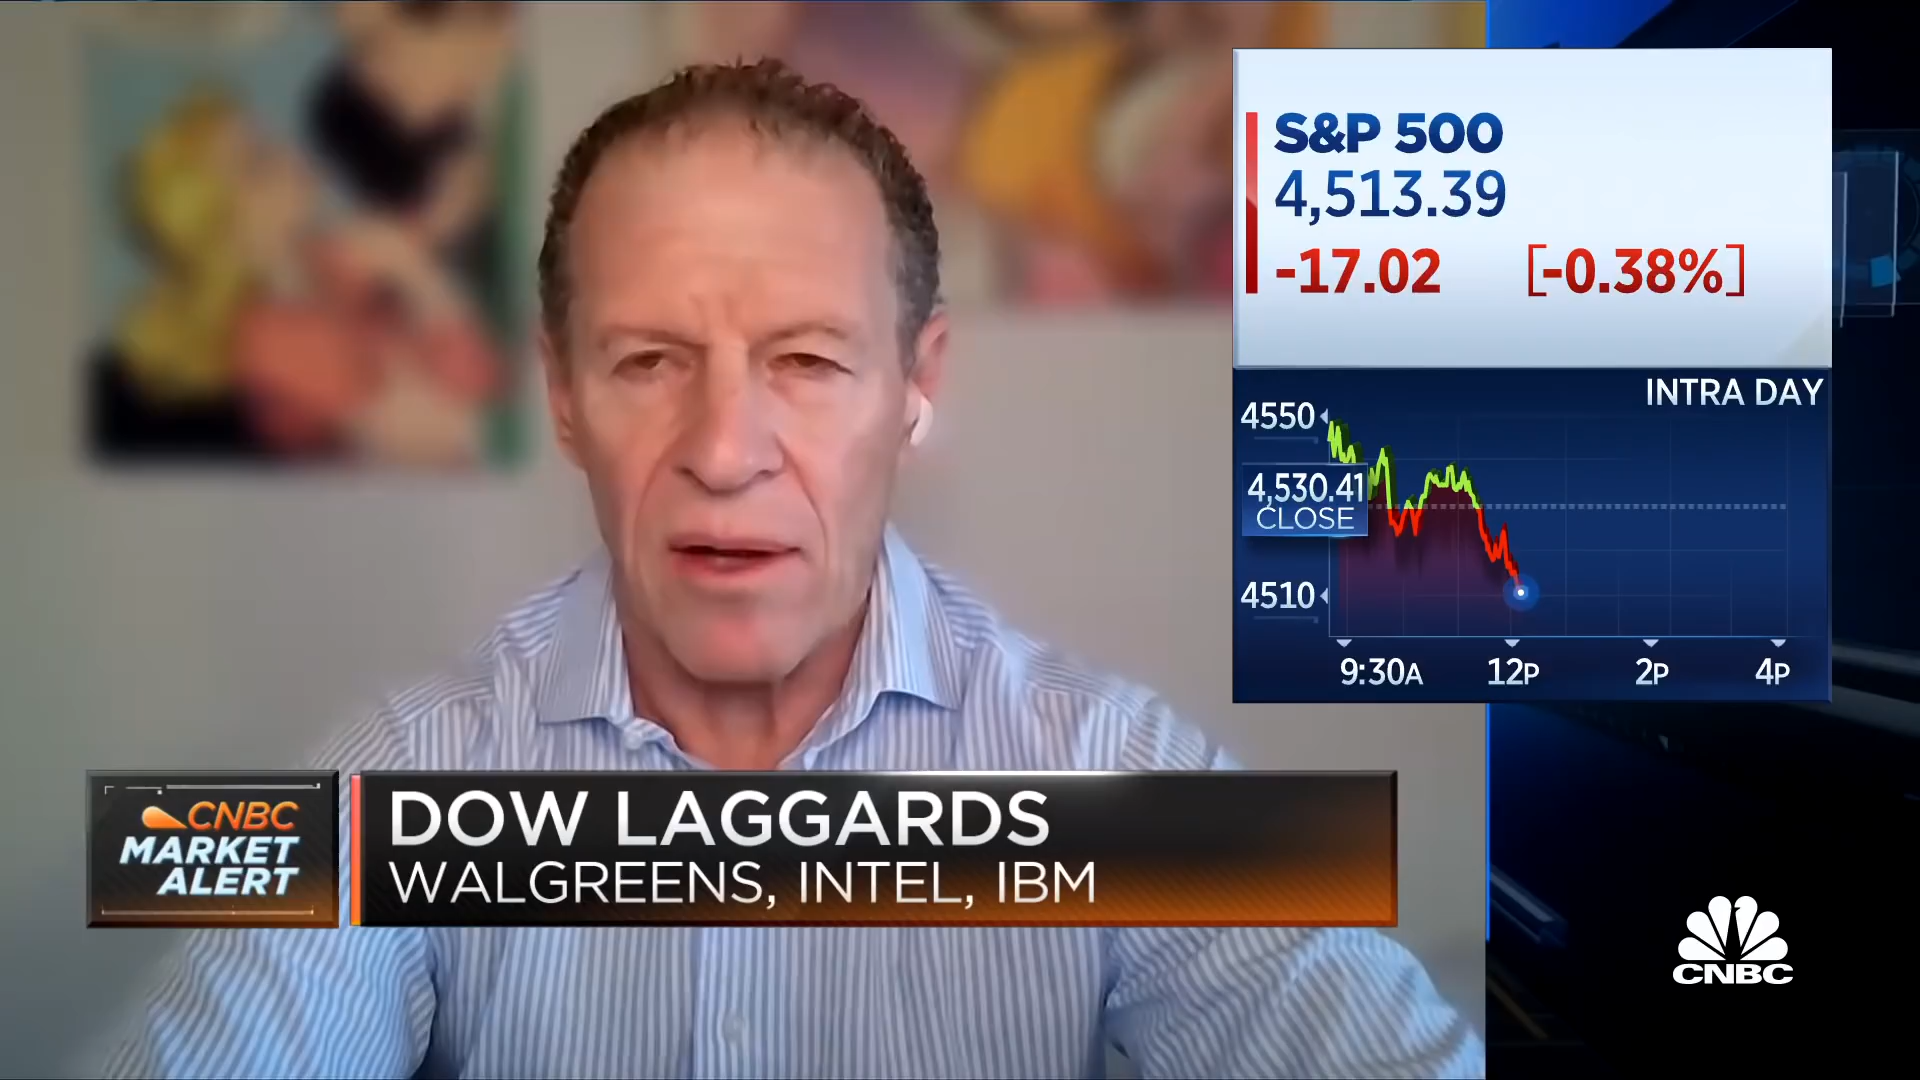 S&P 500
4,513.39
-17.02 [-0.38%]
INTRA DAY
4550
4,530.41
CLOSE
4510
9:30A 12P 2P 4P
CNBC
MARKET
ALERT
DOW LAGGARDS
WALGREENS, INTEL, IBM
CNBC